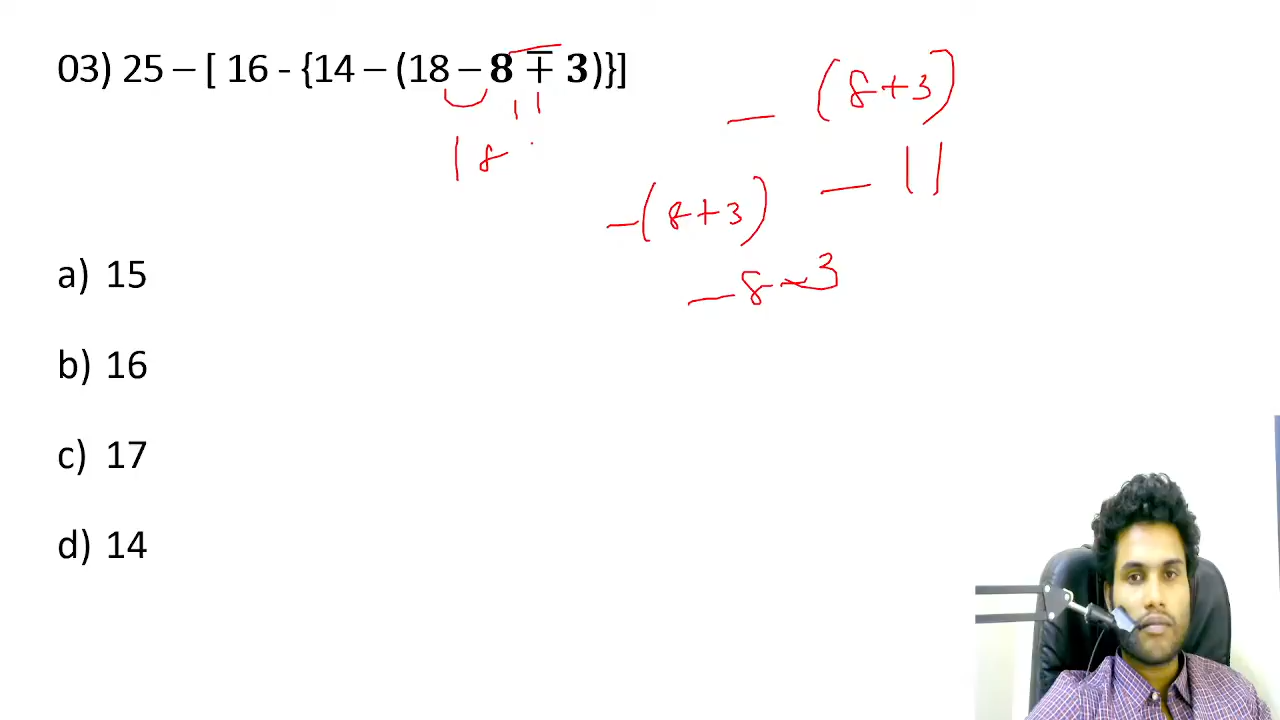 03) 25 – [ 16 - {14 – (18 – 8 + 3)}]
– (8+3)
11
18
– 11
–(8+3)
–8–3
a) 15
b) 16
c) 17
d) 14